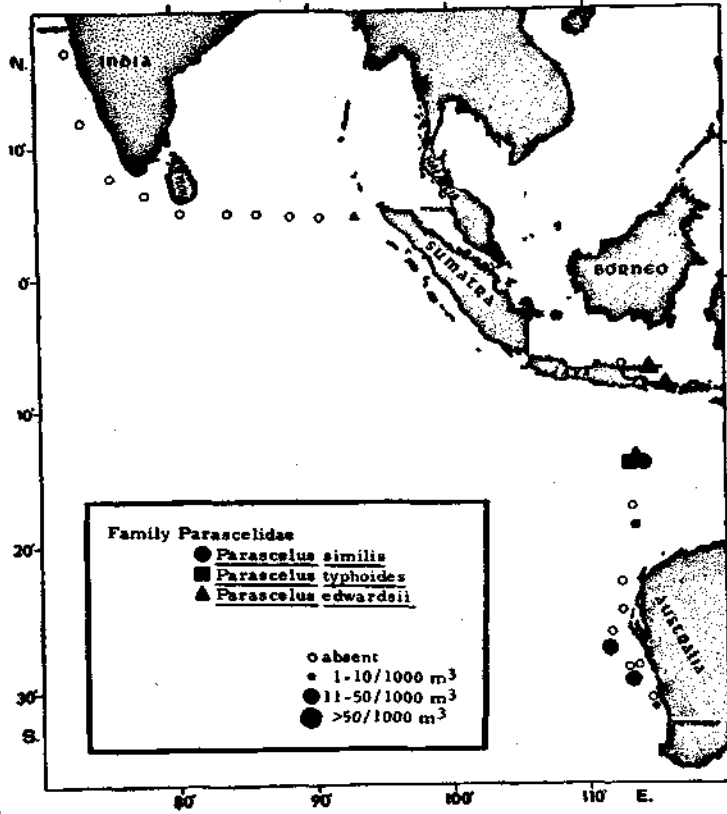 N.
INDIA
10°
SUMATRA
BORNEO
0°
JAVA
10°
Family Parascelidae
Parascelus similis
Parascelus typhoides
Parascelus edwardsii
20°
AUSTRALIA
absent
1-10/1000 m³
11-50/1000 m³
>50/1000 m³
30°
S.
80° 90° 100° 110° E.